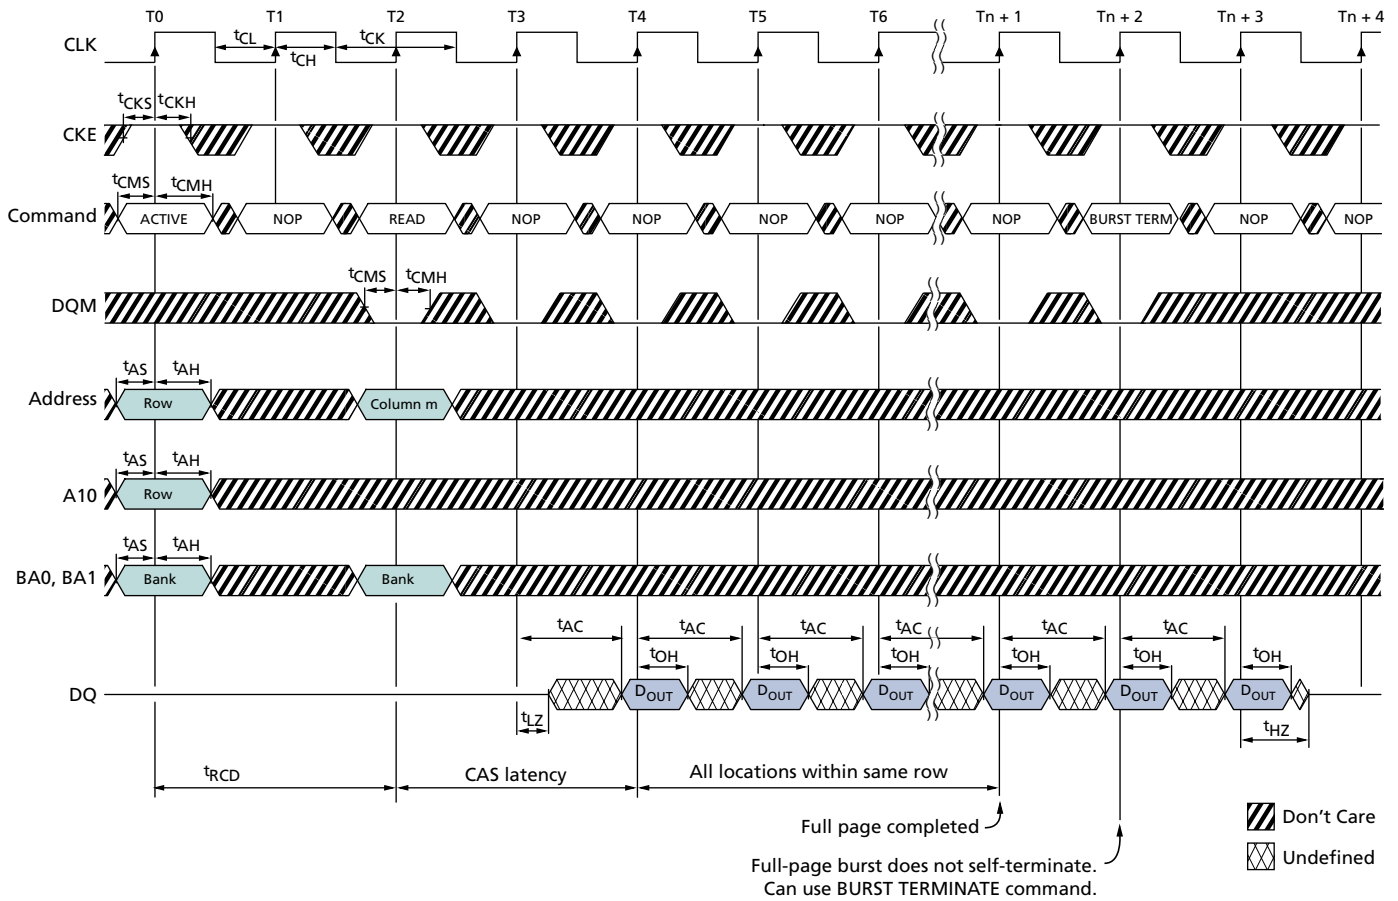 T0 T1 T2 T3 T4 T5 T6 Tn + 1 Tn + 2 Tn + 3 Tn + 4
CLK
tCL tCK
tCH
tCKS tCKH
CKE
tCMS tCMH
Command ACTIVE NOP READ NOP NOP NOP NOP NOP BURST TERM NOP NOP
tCMS tCMH
DQM
tAS tAH
Address Row Column m
tAS tAH
A10 Row
tAS tAH
BA0, BA1 Bank Bank
tAC tAC tAC tAC tAC tAC
tOH tOH tOH tOH tOH tOH
DQ DOUT DOUT DOUT DOUT DOUT DOUT
tLZ tHZ
tRCD CAS latency All locations within same row
Full page completed
Don't Care
Full-page burst does not self-terminate.
Can use BURST TERMINATE command.
Undefined